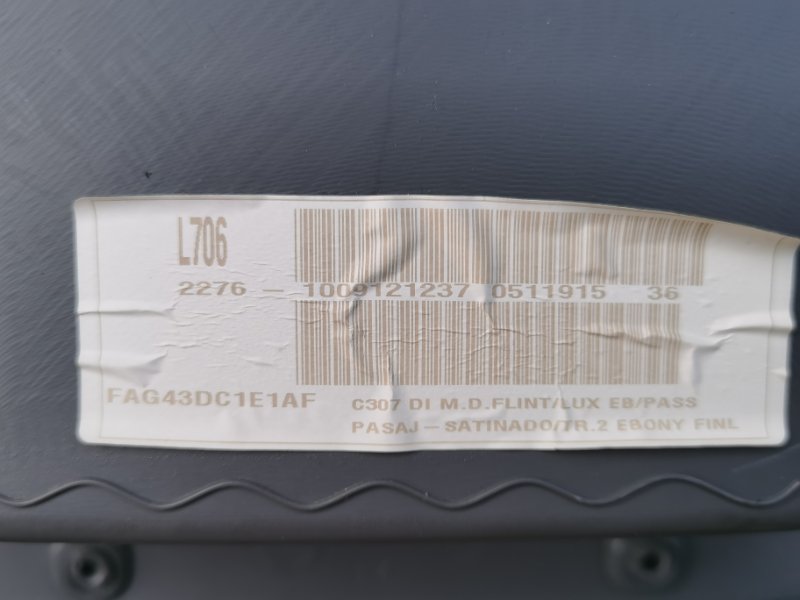 L706
2276 - 1009121237 0511915 36
FAG43DC1E1AF
C307 DI M.D.FLINT/LUX EB/PASS
PASAJ - SATINADO/TR.2 EBONY FINL